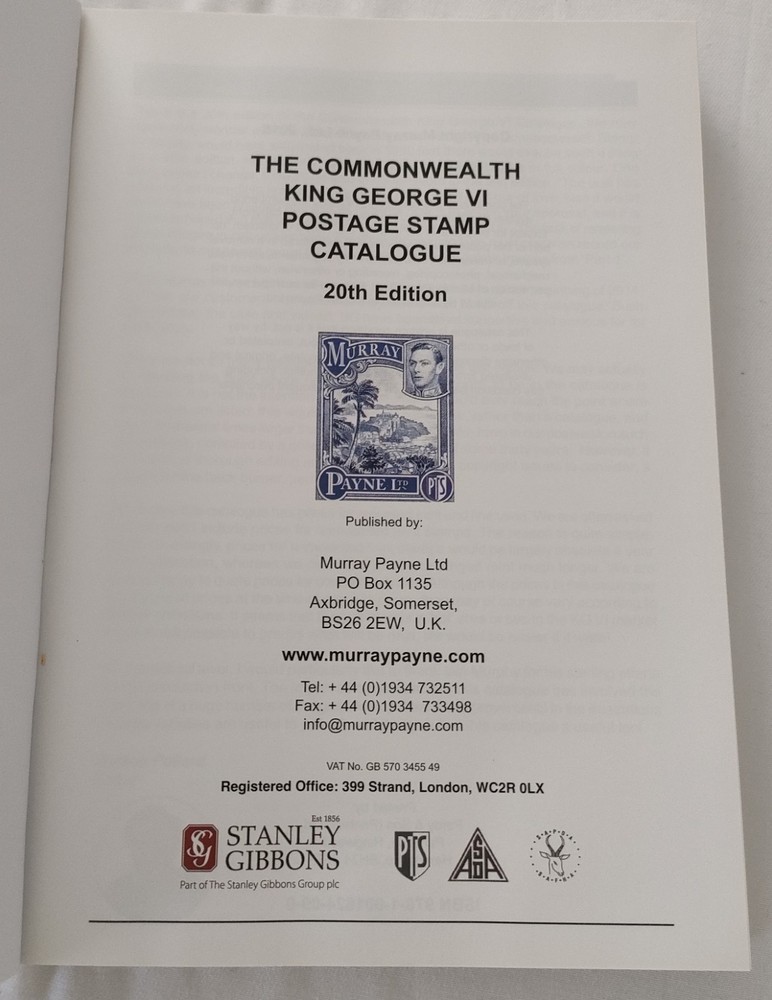 THE COMMONWEALTH
KING GEORGE VI
POSTAGE STAMP
CATALOGUE
20th Edition
MURRAY
PAYNE LTD PTS
Published by:
Murray Payne Ltd
PO Box 1135
Axbridge, Somerset,
BS26 2EW, U.K.
www.murraypayne.com
Tel: + 44 (0)1934 732511
Fax: + 44 (0)1934 733498
info@murraypayne.com
VAT No. GB 570 3455 49
Registered Office: 399 Strand, London, WC2R 0LX
Est 1856
SG STANLEY
GIBBONS
Part of The Stanley Gibbons Group plc
PTS
ASDA